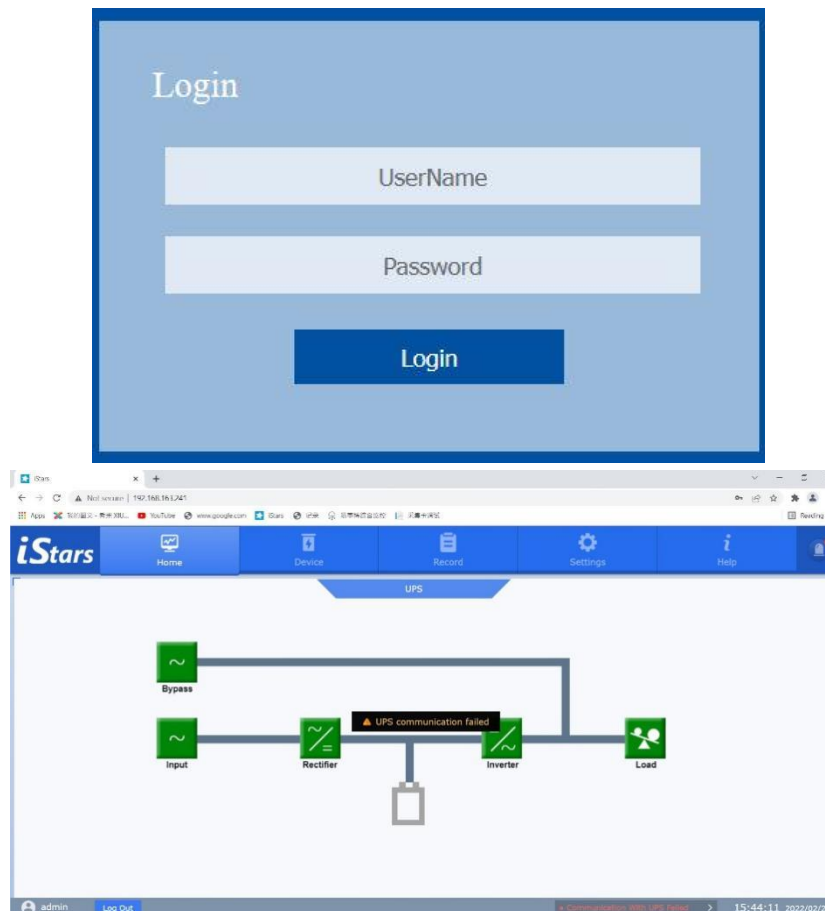 Login
UserName
Password
Login
iStars
Not secure | 192.168.163.241
Apps
YouTube
www.google.com
iStars
Reading
iStars
Home
Device
Record
Settings
Help
UPS
Bypass
UPS communication failed
Input
Rectifier
Inverter
Load
admin
Log Out
Communication With UPS Failed
15:44:11